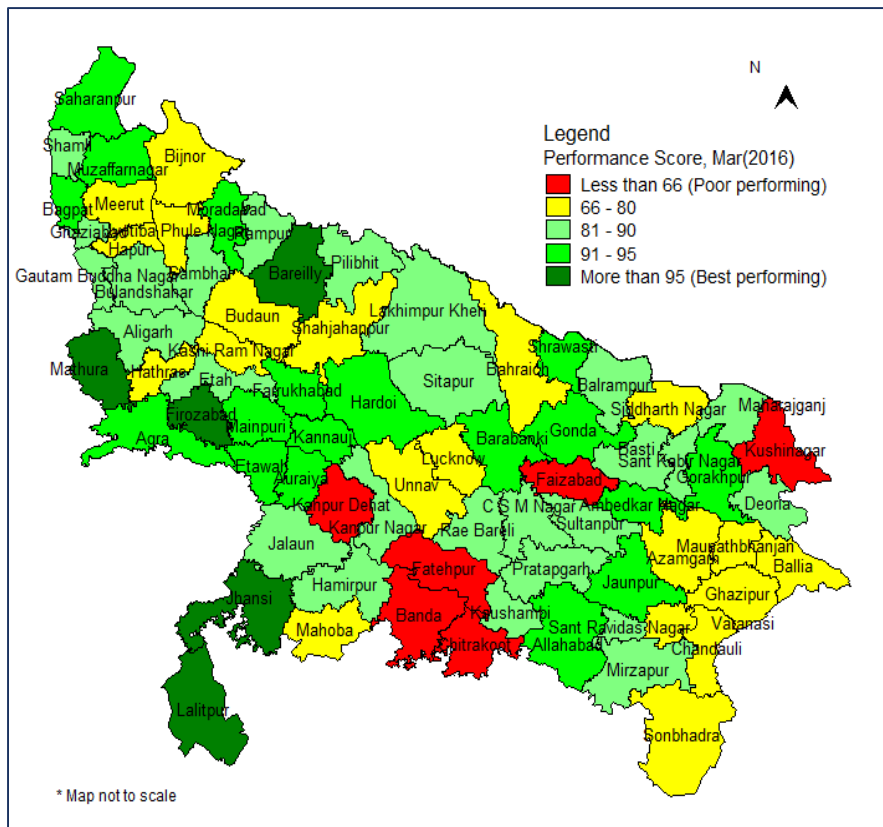 N
Legend
Performance Score, Mar(2016)
Less than 66 (Poor performing)
66 - 80
81 - 90
91 - 95
More than 95 (Best performing)
Saharanpur
Shamli
Muzaffarnagar
Bijnor
Bagpat
Meerut
Moradabad
Ghaziabad
Jyotiba Phule Nagar
Rampur
Hapur
Bareilly
Pilibhit
Gautam Buddha Nagar
Sambhal
Bulandshahar
Budaun
Shahjahanpur
Lakhimpur Kheri
Aligarh
Kashi Ram Nagar
Mathura
Hathras
Etah
Farrukhabad
Hardoi
Sitapur
Bahraich
Shrawasti
Balrampur
Siddharth Nagar
Maharajganj
Firozabad
Mainpuri
Agra
Kannauj
Barabanki
Gonda
Basti
Sant Kabir Nagar
Kushinagar
Gorakhpur
Etawah
Auraiya
Lucknow
Unnav
Faizabad
Ambedkar Nagar
Deoria
Kanpur Dehat
Kanpur Nagar
Rae Bareli
C S M Nagar
Sultanpur
Jalaun
Fatehpur
Pratapgarh
Azamgarh
Maunathbhanjan
Ballia
Hamirpur
Jaunpur
Ghazipur
Jhansi
Banda
Kaushambi
Mahoba
Chitrakoot
Allahabad
Sant Ravidas Nagar
Varanasi
Chandauli
Mirzapur
Lalitpur
Sonbhadra
* Map not to scale